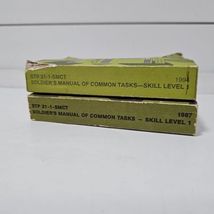 STP 21-1-SMCT 1994
SOLDIER'S MANUAL OF COMMON TASKS—SKILL LEVEL 1
STP 21-1-SMCT 1987
SOLDIER'S MANUAL OF COMMON TASKS — SKILL LEVEL 1